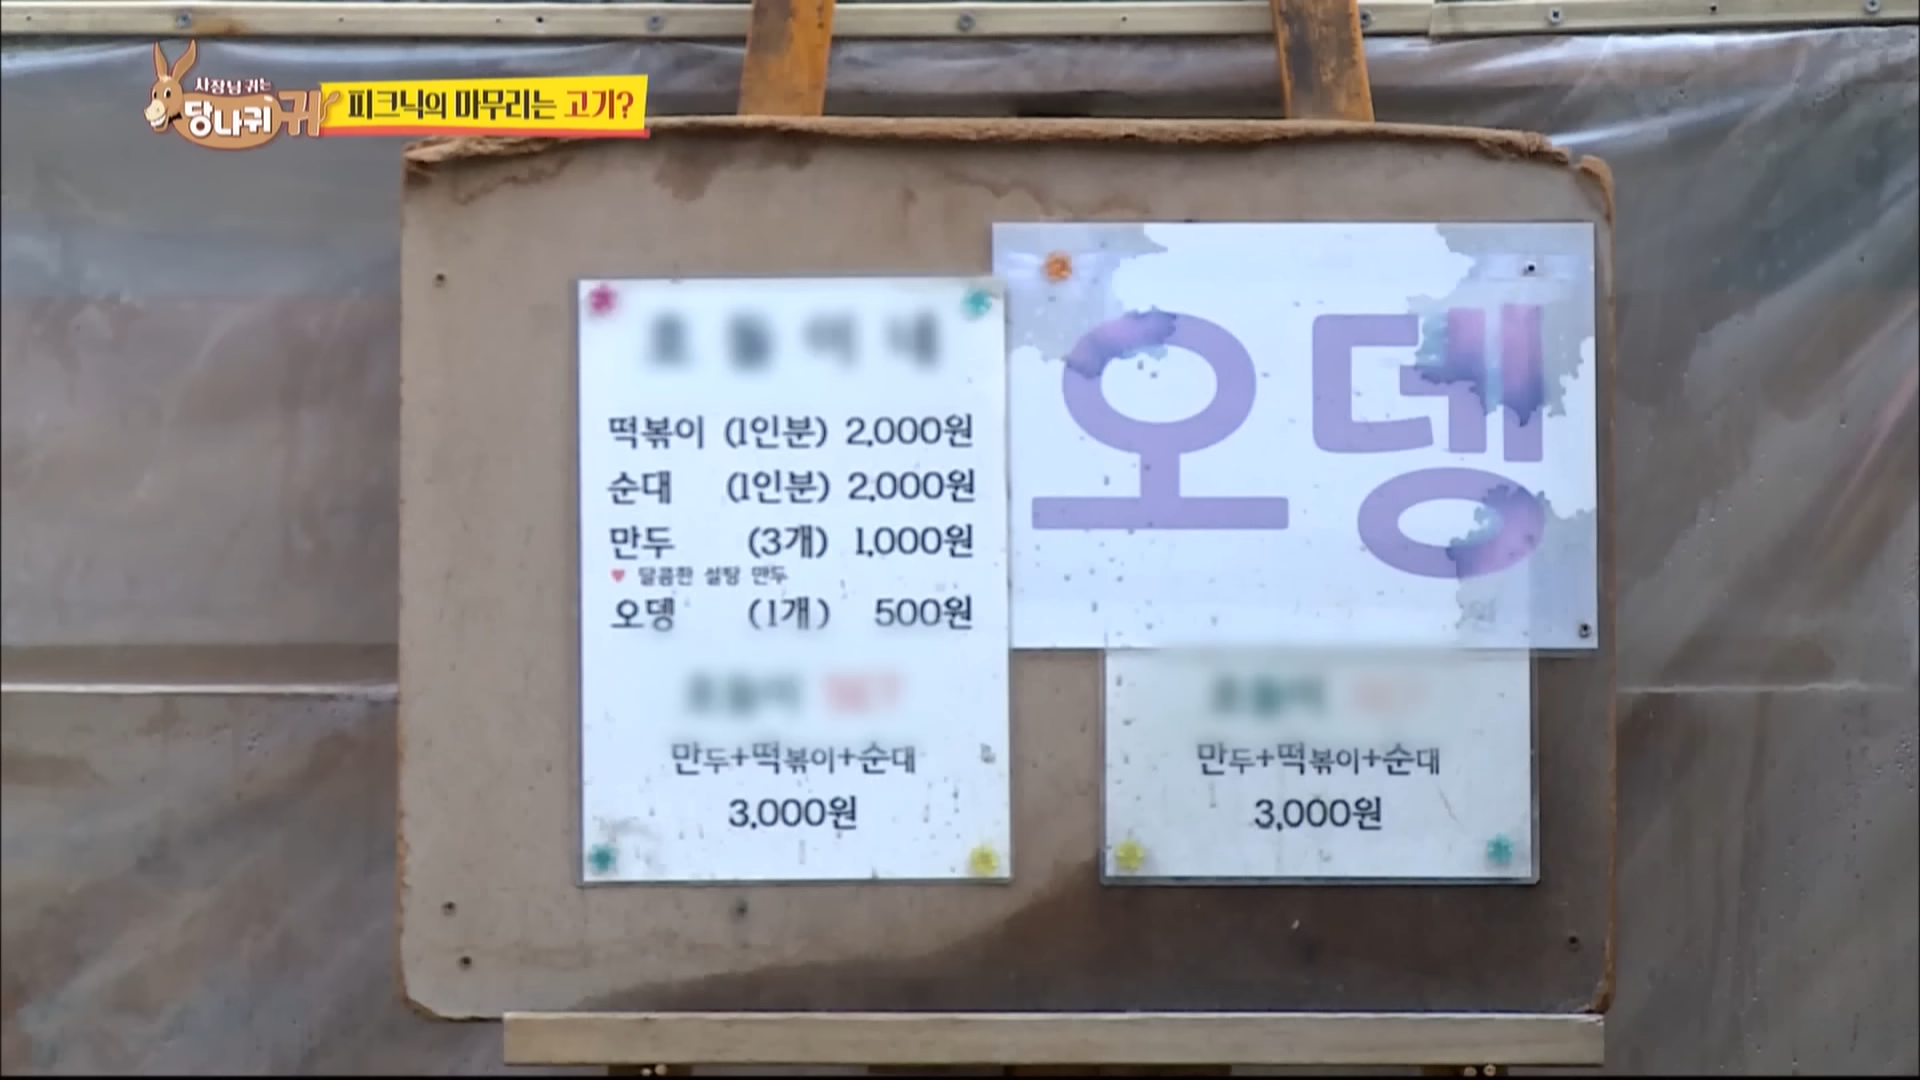 사장님 귀는
당나귀 귀
피크닉의 마무리는 고기?
오뎅
떡볶이 (1인분) 2,000원
순대 (1인분) 2,000원
만두 (3개) 1,000원
♥ 달콤한 설탕 만두
오뎅 (1개) 500원
만두+떡볶이+순대
3,000원
만두+떡볶이+순대
3,000원